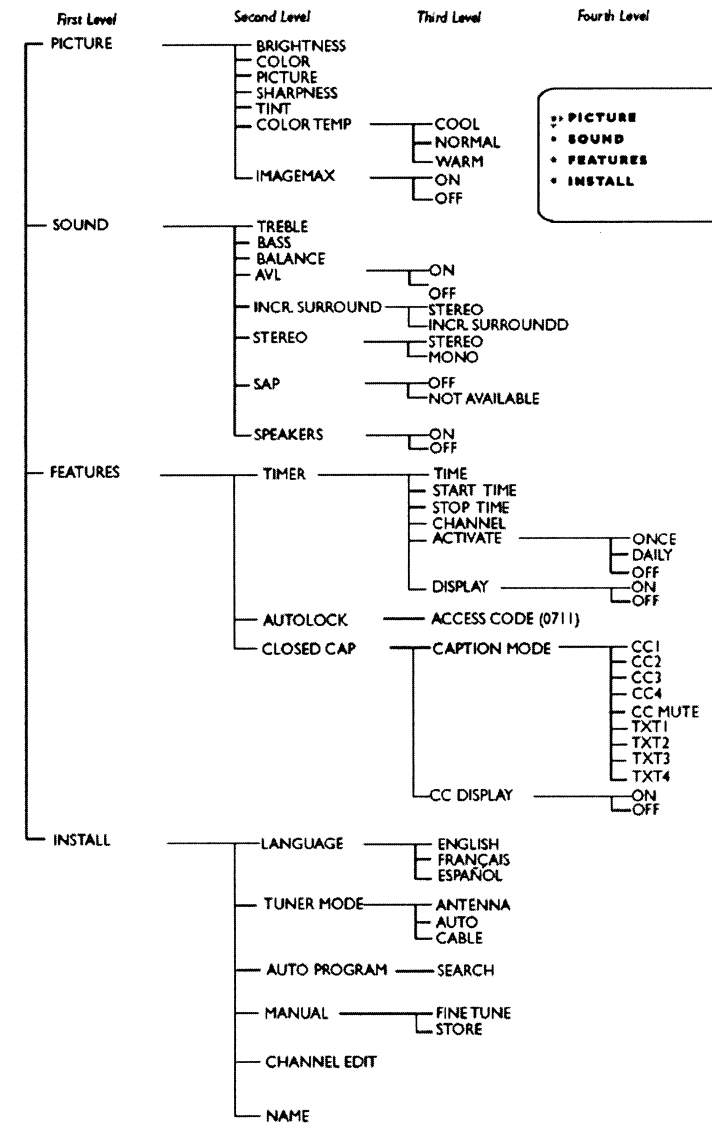 First Level Second Level Third Level Fourth Level
PICTURE BRIGHTNESS
COLOR
PICTURE
SHARPNESS
TINT
COLOR TEMP COOL
NORMAL
WARM
IMAGEMAX ON
OFF
PICTURE
SOUND
FEATURES
INSTALL
SOUND TREBLE
BASS
BALANCE
AVL ON
OFF
INCR. SURROUND STEREO
INCR. SURROUNDD
STEREO STEREO
MONO
SAP OFF
NOT AVAILABLE
SPEAKERS ON
OFF
FEATURES TIMER TIME
START TIME
STOP TIME
CHANNEL
ACTIVATE ONCE
DAILY
OFF
DISPLAY ON
OFF
AUTOLOCK ACCESS CODE (0711)
CLOSED CAP CAPTION MODE CC1
CC2
CC3
CC4
CC MUTE
TXT1
TXT2
TXT3
TXT4
CC DISPLAY ON
OFF
INSTALL LANGUAGE ENGLISH
FRANÇAIS
ESPAÑOL
TUNER MODE ANTENNA
AUTO
CABLE
AUTO PROGRAM SEARCH
MANUAL FINE TUNE
STORE
CHANNEL EDIT
NAME